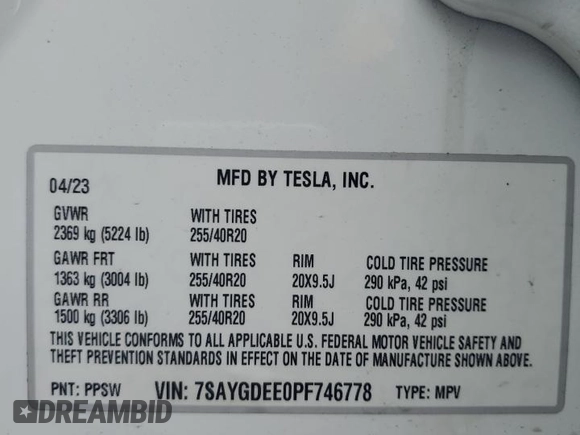 MFD BY TESLA, INC.
04/23
GVWR WITH TIRES
2369 kg (5224 lb) 255/40R20
GAWR FRT WITH TIRES RIM COLD TIRE PRESSURE
1363 kg (3004 lb) 255/40R20 20X9.5J 290 kPa, 42 psi
GAWR RR WITH TIRES RIM COLD TIRE PRESSURE
1500 kg (3306 lb) 255/40R20 20X9.5J 290 kPa, 42 psi
THIS VEHICLE CONFORMS TO ALL APPLICABLE U.S. FEDERAL MOTOR VEHICLE SAFETY AND
THEFT PREVENTION STANDARDS IN EFFECT ON THE DATE OF MANUFACTURE SHOWN ABOVE.
PNT: PPSW VIN: 7SAYGDEE0PF746778 TYPE: MPV
DREAMBID